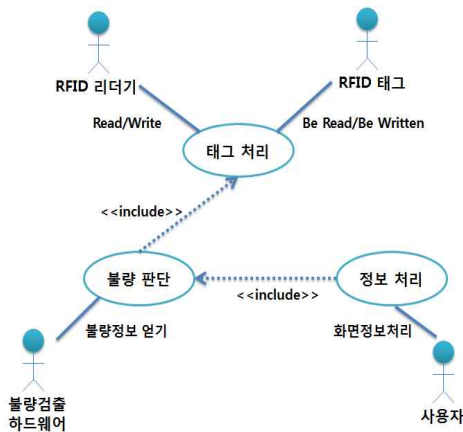 RFID 리더기
RFID 태그
Read/Write
Be Read/Be Written
태그 처리
<<include>>
불량 판단
정보 처리
<<include>>
불량정보 얻기
화면정보처리
불량검출
하드웨어
사용자